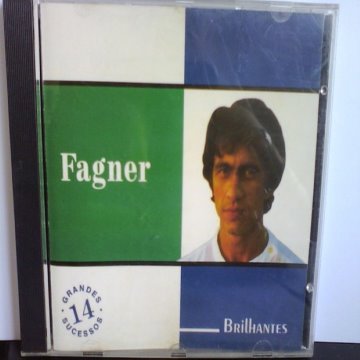 Fagner
GRANDES
14
SUCESSOS
BRILHANTES